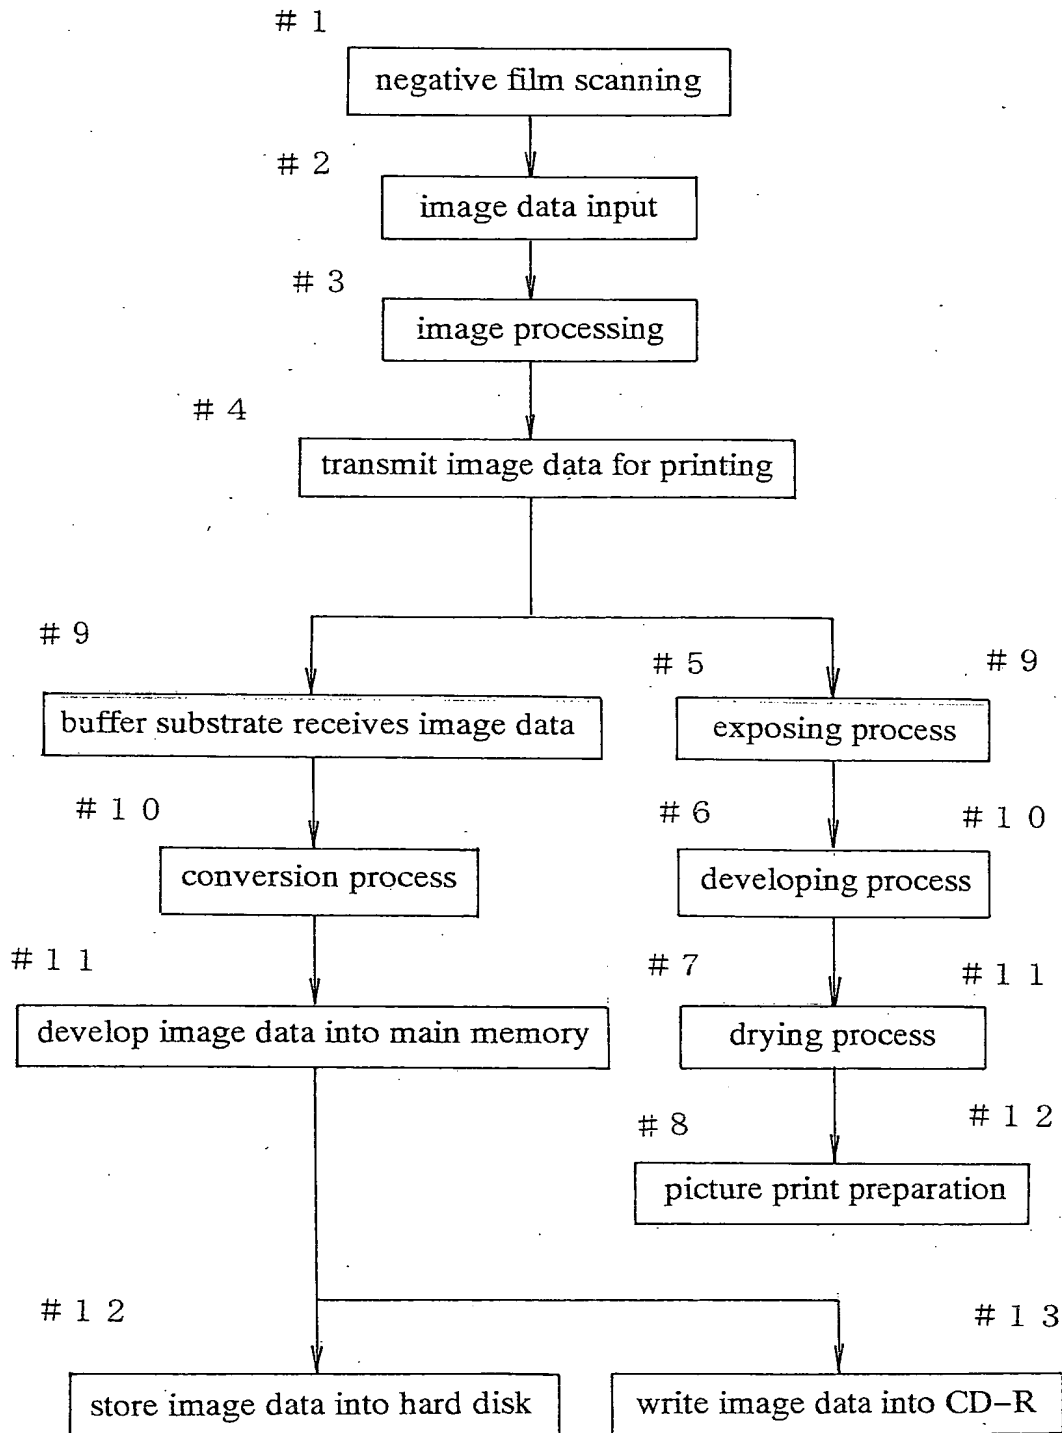 # 1
negative film scanning
# 2
image data input
# 3
image processing
# 4
transmit image data for printing
# 9
buffer substrate receives image data
# 5
# 9
exposing process
# 1 0
conversion process
# 6
# 1 0
developing process
# 1 1
develop image data into main memory
# 7
# 1 1
drying process
# 8
# 1 2
picture print preparation
# 1 2
store image data into hard disk
# 1 3
write image data into CD-R